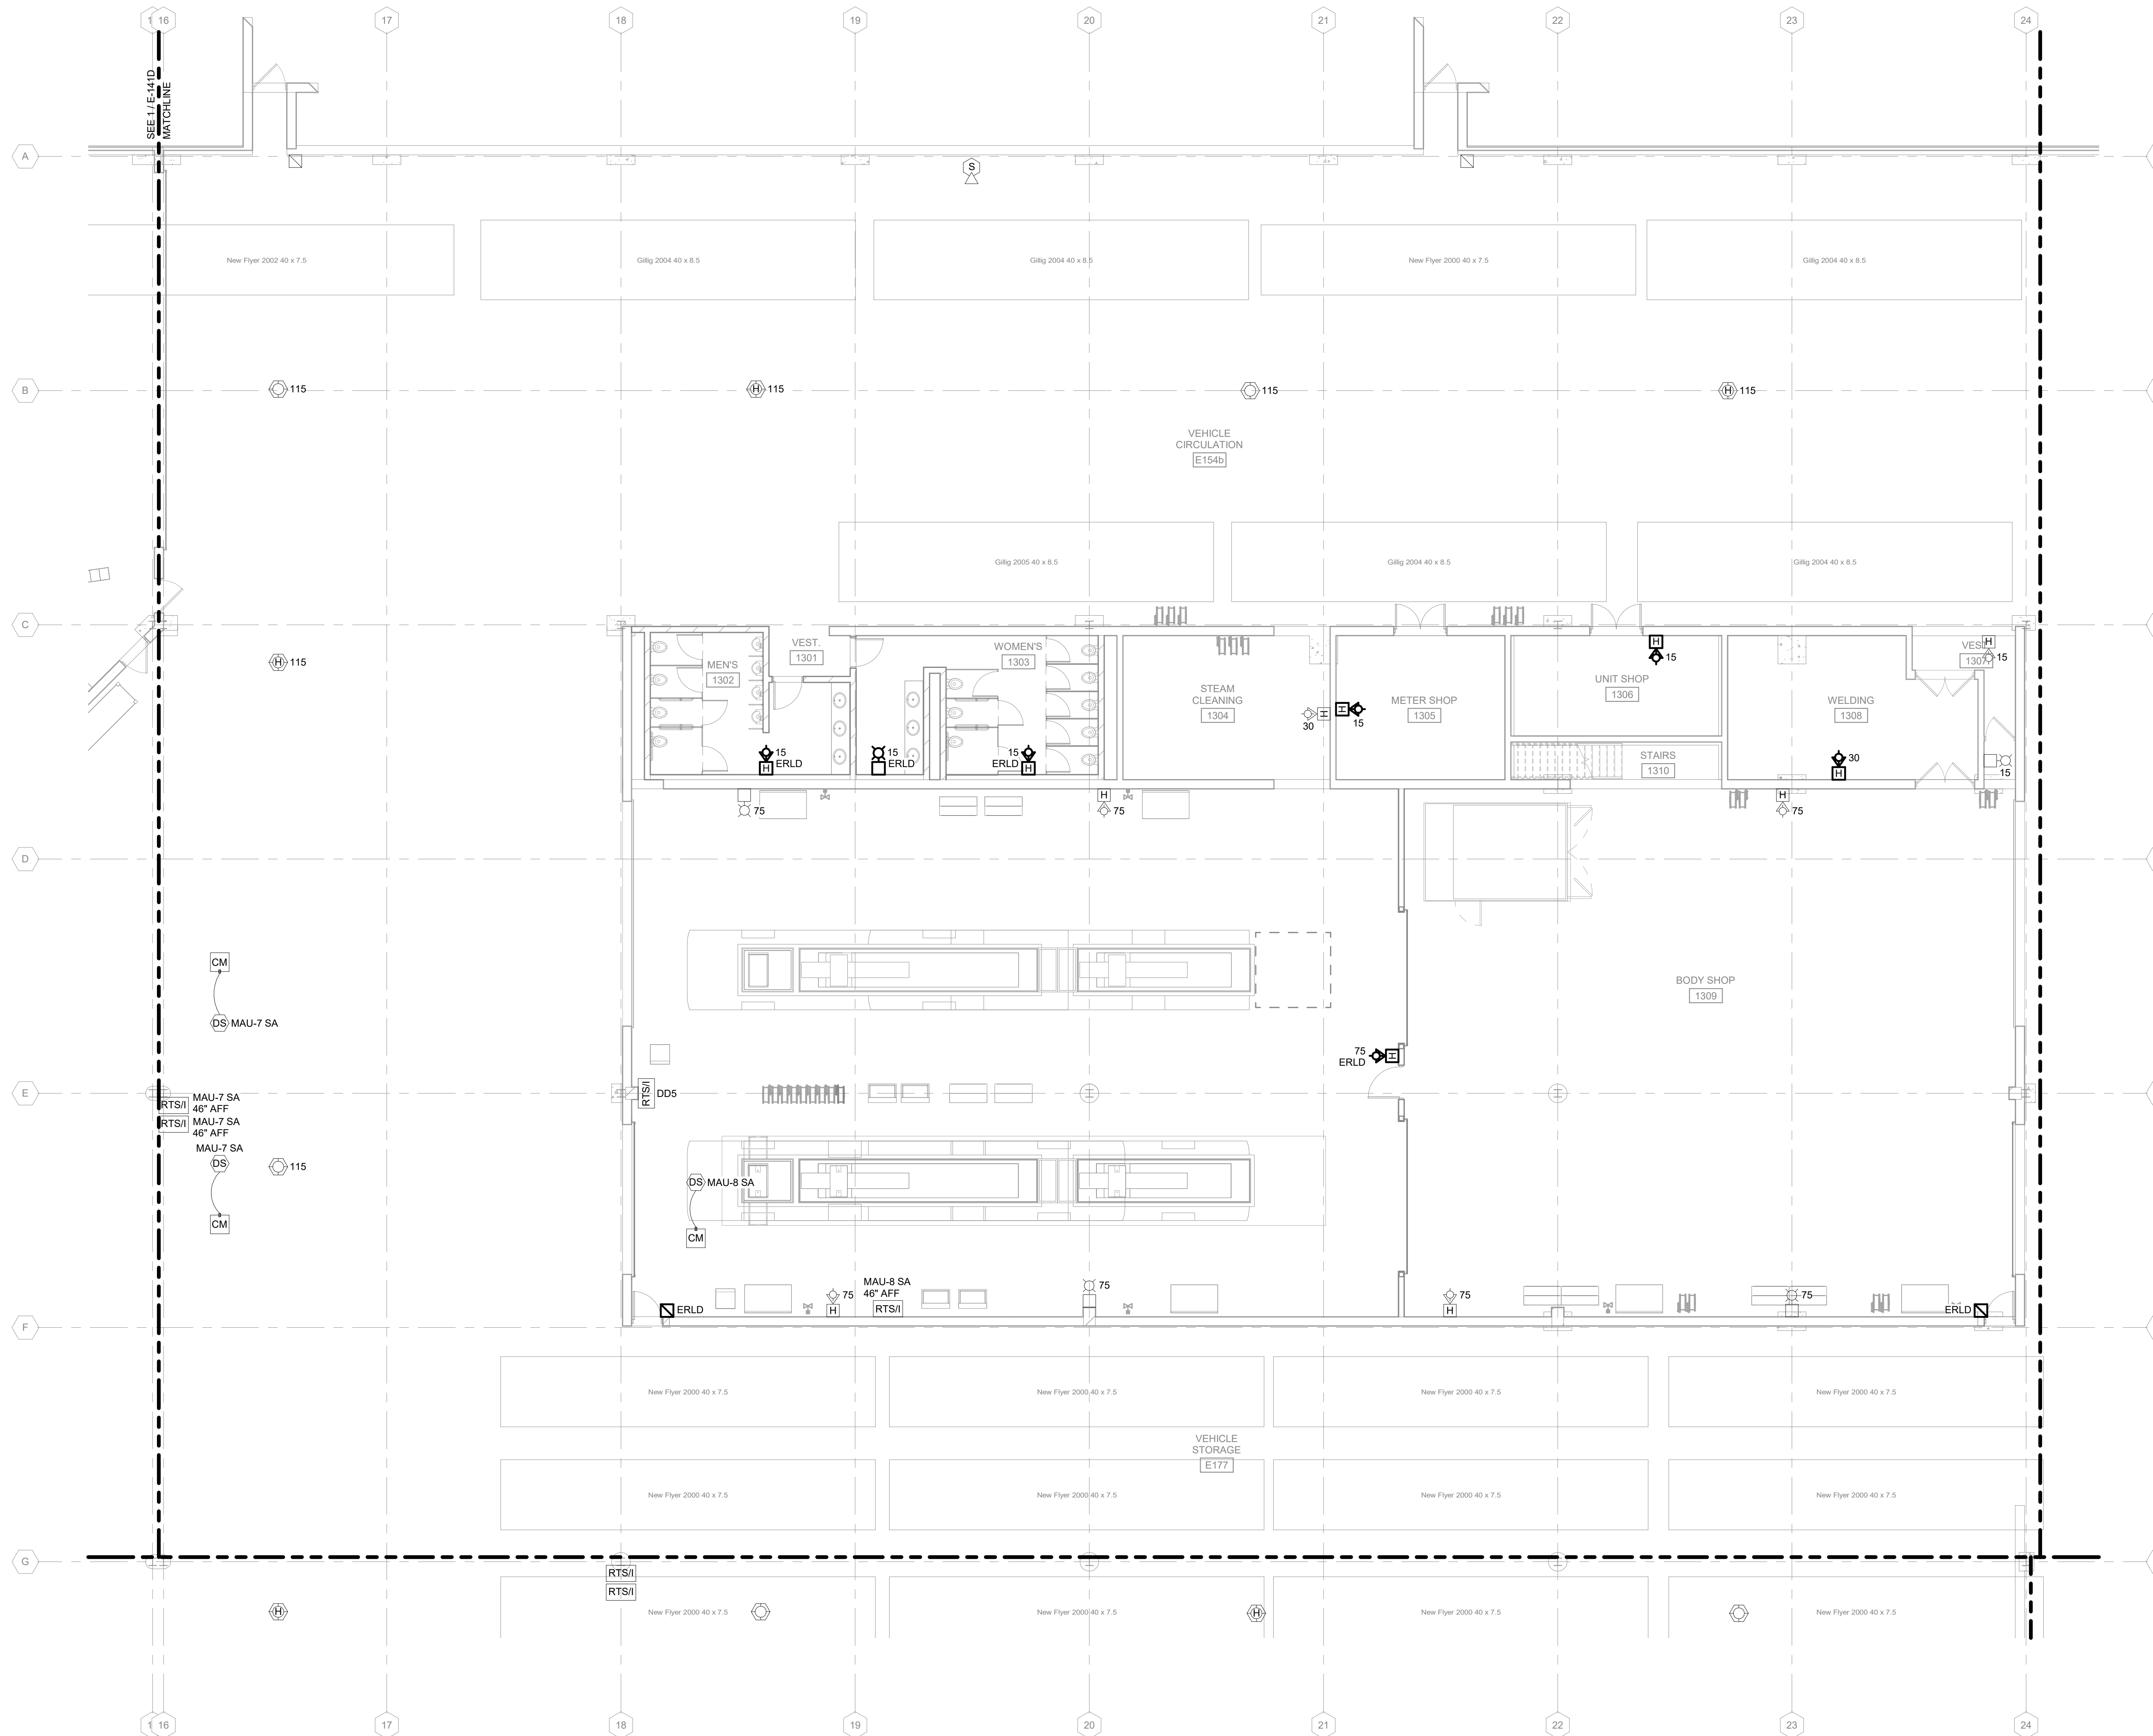 16
17
18
19
20
21
22
23
24
SEE 1 / E-141D
MATCHLINE
A
S
New Flyer 2002 40 x 7.5
Gillig 2004 40 x 8.5
Gillig 2004 40 x 8.5
New Flyer 2000 40 x 7.5
Gillig 2004 40 x 8.5
B
115
H 115
115
H 115
VEHICLE
CIRCULATION
E154b
Gillig 2005 40 x 8.5
Gillig 2004 40 x 8.5
Gillig 2004 40 x 8.5
C
H 115
MEN'S
1302
VEST.
1301
WOMEN'S
1303
STEAM
CLEANING
1304
30
H
H
15
METER SHOP
1305
H
15
UNIT SHOP
1306
STAIRS
1310
WELDING
1308
H
VEST.
1307
15
15
ERLD
H
15
ERLD
15
ERLD
H
30
H
15
75
H
75
H
75
D
CM
DS MAU-7 SA
BODY SHOP
1309
75
ERLD
H
E
RTS/I
MAU-7 SA
46" AFF
RTS/I
MAU-7 SA
46" AFF
MAU-7 SA
DS
115
CM
RTS/I
DD5
DS MAU-8 SA
CM
ERLD
75
H
MAU-8 SA
46" AFF
RTS/I
75
75
H
75
ERLD
F
New Flyer 2000 40 x 7.5
New Flyer 2000 40 x 7.5
New Flyer 2000 40 x 7.5
New Flyer 2000 40 x 7.5
VEHICLE
STORAGE
E177
New Flyer 2000 40 x 7.5
New Flyer 2000 40 x 7.5
New Flyer 2000 40 x 7.5
New Flyer 2000 40 x 7.5
G
RTS/I
RTS/I
H
New Flyer 2000 40 x 7.5
New Flyer 2000 40 x 7.5
H
New Flyer 2000 40 x 7.5
New Flyer 2000 40 x 7.5
16
17
18
19
20
21
22
23
24